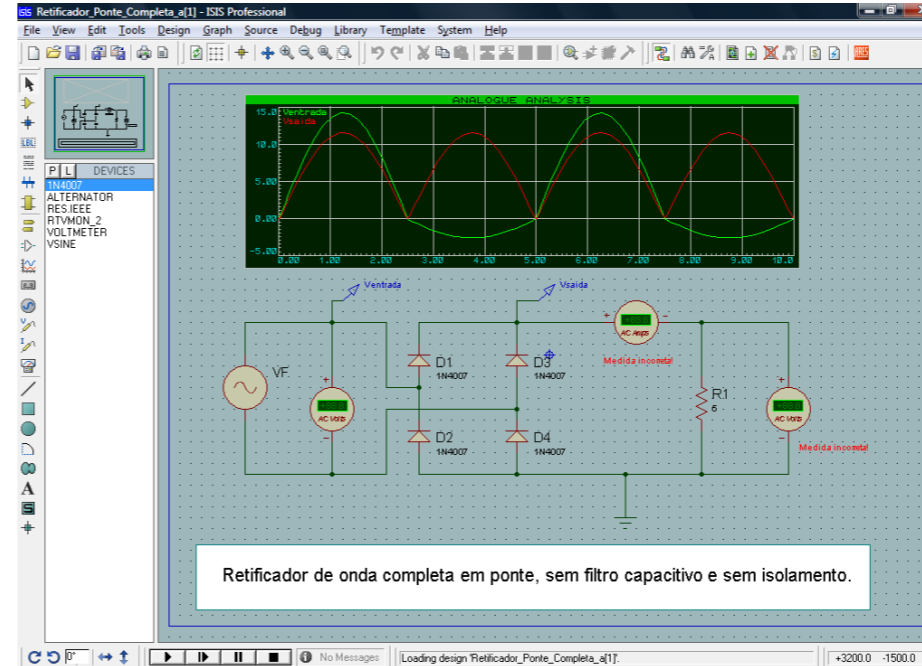 Retificador_Ponte_Completa_a[1] - ISIS Professional
File View Edit Tools Design Graph Source Debug Library Template System Help
LBL
P L DEVICES
1N4007
ALTERNATOR
RES.IEEE
RTVMON_2
VOLTMETER
VSINE
A
S
ANALOGUE ANALYSIS
Ventrada
Vsaida
15.0
10.0
5.00
0.00
-5.00
0.00 1.00 2.00 3.00 4.00 5.00 6.00 7.00 8.00 9.00 10.0
Ventrada
Vsaida
VF
+
AC Volts
-
D1
1N4007
D2
1N4007
D3
1N4007
D4
1N4007
+ -
AC Amps
Medida incorreta!
R1
6
+
AC Volts
-
Medida incorreta!
Retificador de onda completa em ponte, sem filtro capacitivo e sem isolamento.
0°
No Messages
Loading design 'Retificador_Ponte_Completa_a[1]'.
+3200.0 -1500.0